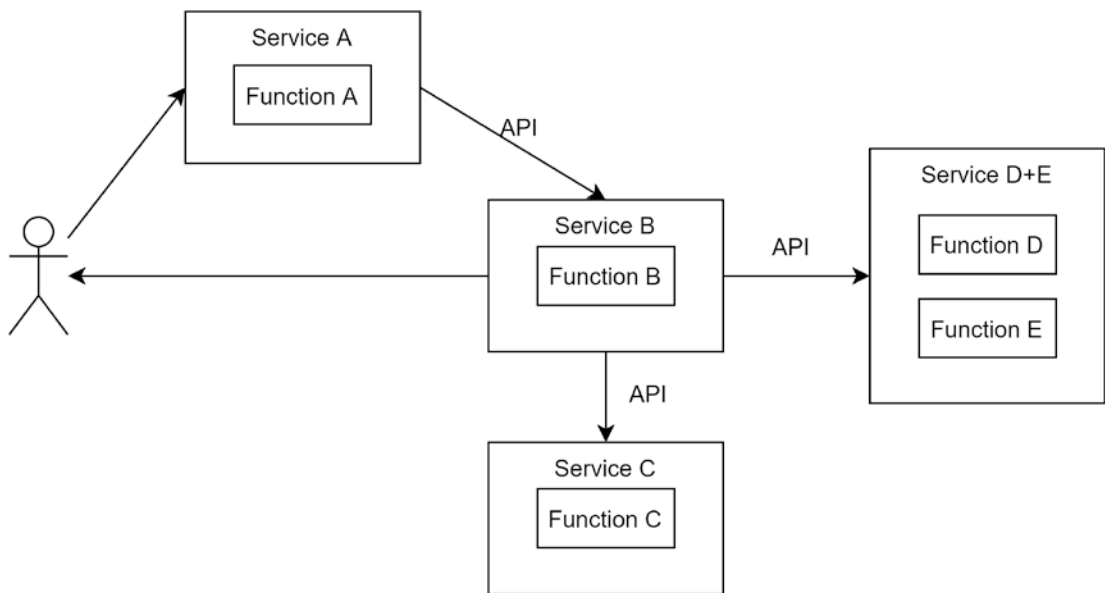 Service A
Function A
API
Service B
Function B
API
Service D+E
Function D
Function E
API
Service C
Function C